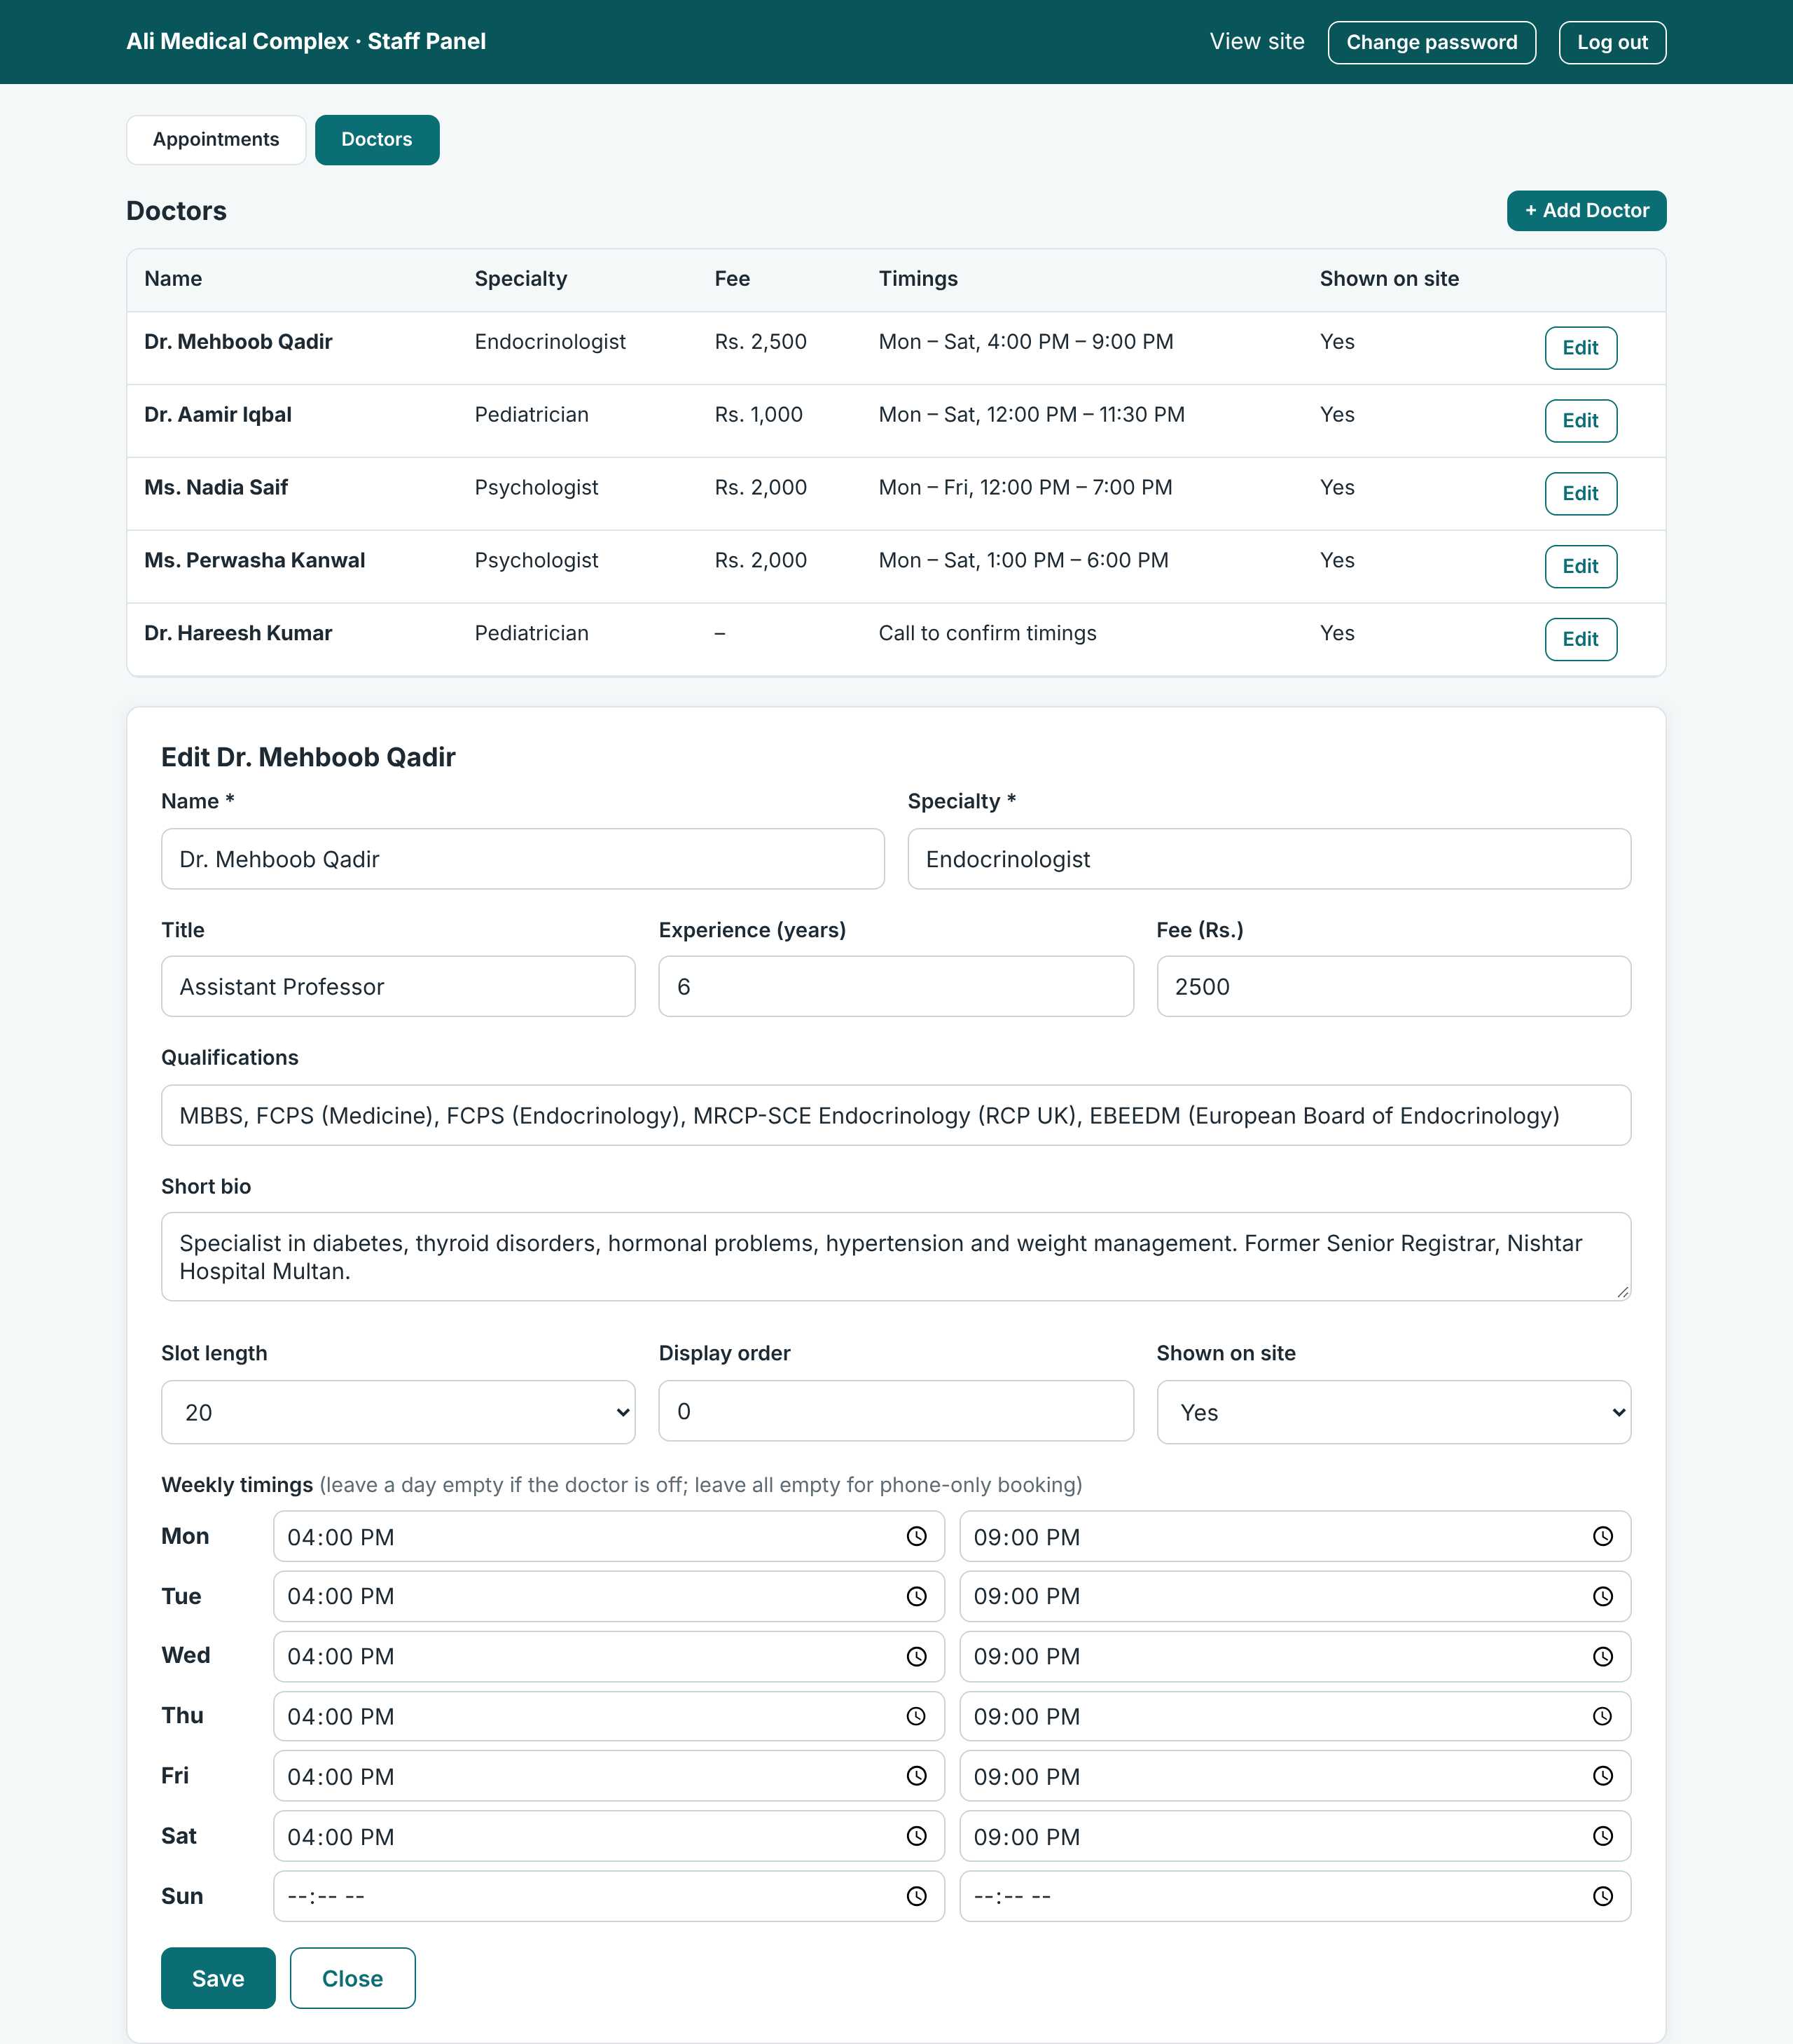 Ali Medical Complex · Staff Panel
View site
Change password
Log out
Appointments
Doctors
Doctors
+ Add Doctor
Name Specialty Fee Timings Shown on site
Dr. Mehboob Qadir Endocrinologist Rs. 2,500 Mon – Sat, 4:00 PM – 9:00 PM Yes Edit
Dr. Aamir Iqbal Pediatrician Rs. 1,000 Mon – Sat, 12:00 PM – 11:30 PM Yes Edit
Ms. Nadia Saif Psychologist Rs. 2,000 Mon – Fri, 12:00 PM – 7:00 PM Yes Edit
Ms. Perwasha Kanwal Psychologist Rs. 2,000 Mon – Sat, 1:00 PM – 6:00 PM Yes Edit
Dr. Hareesh Kumar Pediatrician – Call to confirm timings Yes Edit
Edit Dr. Mehboob Qadir
Name * Specialty *
Dr. Mehboob Qadir Endocrinologist
Title Experience (years) Fee (Rs.)
Assistant Professor 6 2500
Qualifications
MBBS, FCPS (Medicine), FCPS (Endocrinology), MRCP-SCE Endocrinology (RCP UK), EBEEDM (European Board of Endocrinology)
Short bio
Specialist in diabetes, thyroid disorders, hormonal problems, hypertension and weight management. Former Senior Registrar, Nishtar
Hospital Multan.
Slot length Display order Shown on site
20 0 Yes
Weekly timings (leave a day empty if the doctor is off; leave all empty for phone-only booking)
Mon 04:00 PM 09:00 PM
Tue 04:00 PM 09:00 PM
Wed 04:00 PM 09:00 PM
Thu 04:00 PM 09:00 PM
Fri 04:00 PM 09:00 PM
Sat 04:00 PM 09:00 PM
Sun --:-- -- --:-- --
Save Close